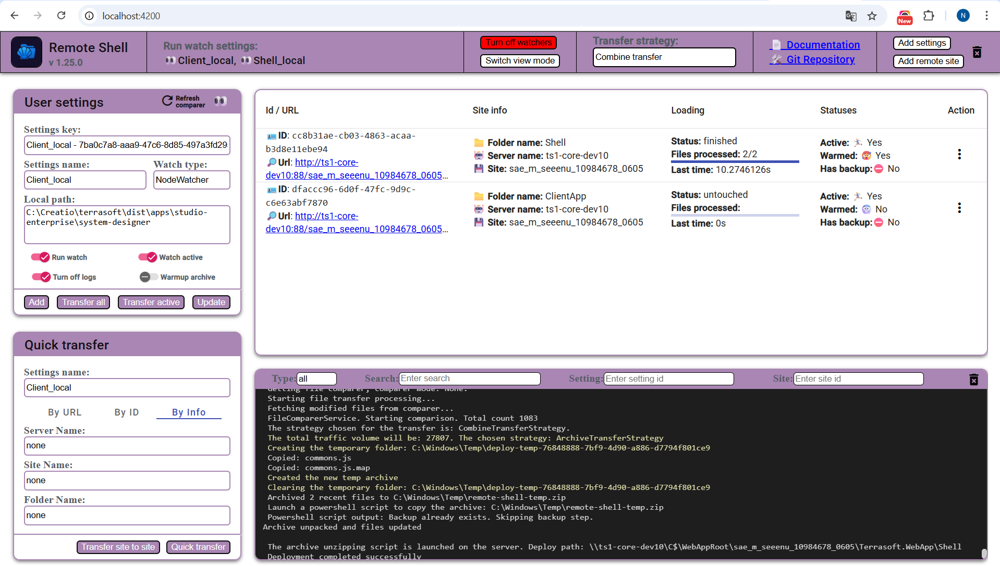 localhost:4200
New
N
Remote Shell
v 1.25.0
Run watch settings:
Client_local, Shell_local
Turn off watchers
Switch view mode
Transfer strategy:
Combine transfer
Documentation
Git Repository
Add settings
Add remote site
User settings
Refresh
comparer
Settings key:
Client_local - 7ba0c7a8-aaa9-47c6-8d85-497a3fd29
Settings name:
Watch type:
Client_local
NodeWatcher
Local path:
C:\Creatio\terrasoft\dist\apps\studio-
enterprise\system-designer
Run watch
Watch active
Turn off logs
Warmup archive
Add
Transfer all
Transfer active
Update
Quick transfer
Settings name:
Client_local
By URL
By ID
By Info
Server Name:
none
Site Name:
none
Folder Name:
none
Transfer site to site
Quick transfer
Id / URL
Site info
Loading
Statuses
Action
ID: cc8b31ae-cb03-4863-acaa-
b3d8e11ebe94
Url: http://ts1-core-
dev10:88/sae_m_seeenu_10984678_0605...
Folder name: Shell
Server name: ts1-core-dev10
Site: sae_m_seeenu_10984678_0605
Status: finished
Files processed: 2/2
Last time: 10.2746126s
Active: Yes
Warmed: Yes
Has backup: No
ID: dfaccc96-6d0f-47fc-9d9c-
c6e63abf7870
Url: http://ts1-core-
dev10:88/sae_m_seeenu_10984678_0605...
Folder name: ClientApp
Server name: ts1-core-dev10
Site: sae_m_seeenu_10984678_0605
Status: untouched
Files processed:
Last time: 0s
Active: Yes
Warmed: No
Has backup: No
Type: all
Search: Enter search
Setting: Enter setting id
Site: Enter site id
Getting file comparer, comparer mode: None.
Starting file transfer processing...
Fetching modified files from comparer...
FileComparerService. Starting comparison. Total count 1083
The strategy chosen for the transfer is: CombineTransferStrategy.
The total traffic volume will be: 27807. The chosen strategy: ArchiveTransferStrategy
Creating the temporary folder: C:\Windows\Temp\deploy-temp-76848888-7bf9-4d90-a886-d7794f801ce9
Copied: commons.js
Copied: commons.js.map
Created the new temp archive
Clearing the temporary folder: C:\Windows\Temp\deploy-temp-76848888-7bf9-4d90-a886-d7794f801ce9
Archived 2 recent files to C:\Windows\Temp\remote-shell-temp.zip
Launch a powershell script to copy the archive: C:\Windows\Temp\remote-shell-temp.zip
Powershell script output: Backup already exists. Skipping backup step.
Archive unpacked and files updated
The archive unzipping script is launched on the server. Deploy path: \\ts1-core-dev10\C$\WebAppRoot\sae_m_seeenu_10984678_0605\Terrasoft.WebApp\Shell
Deployment completed successfully